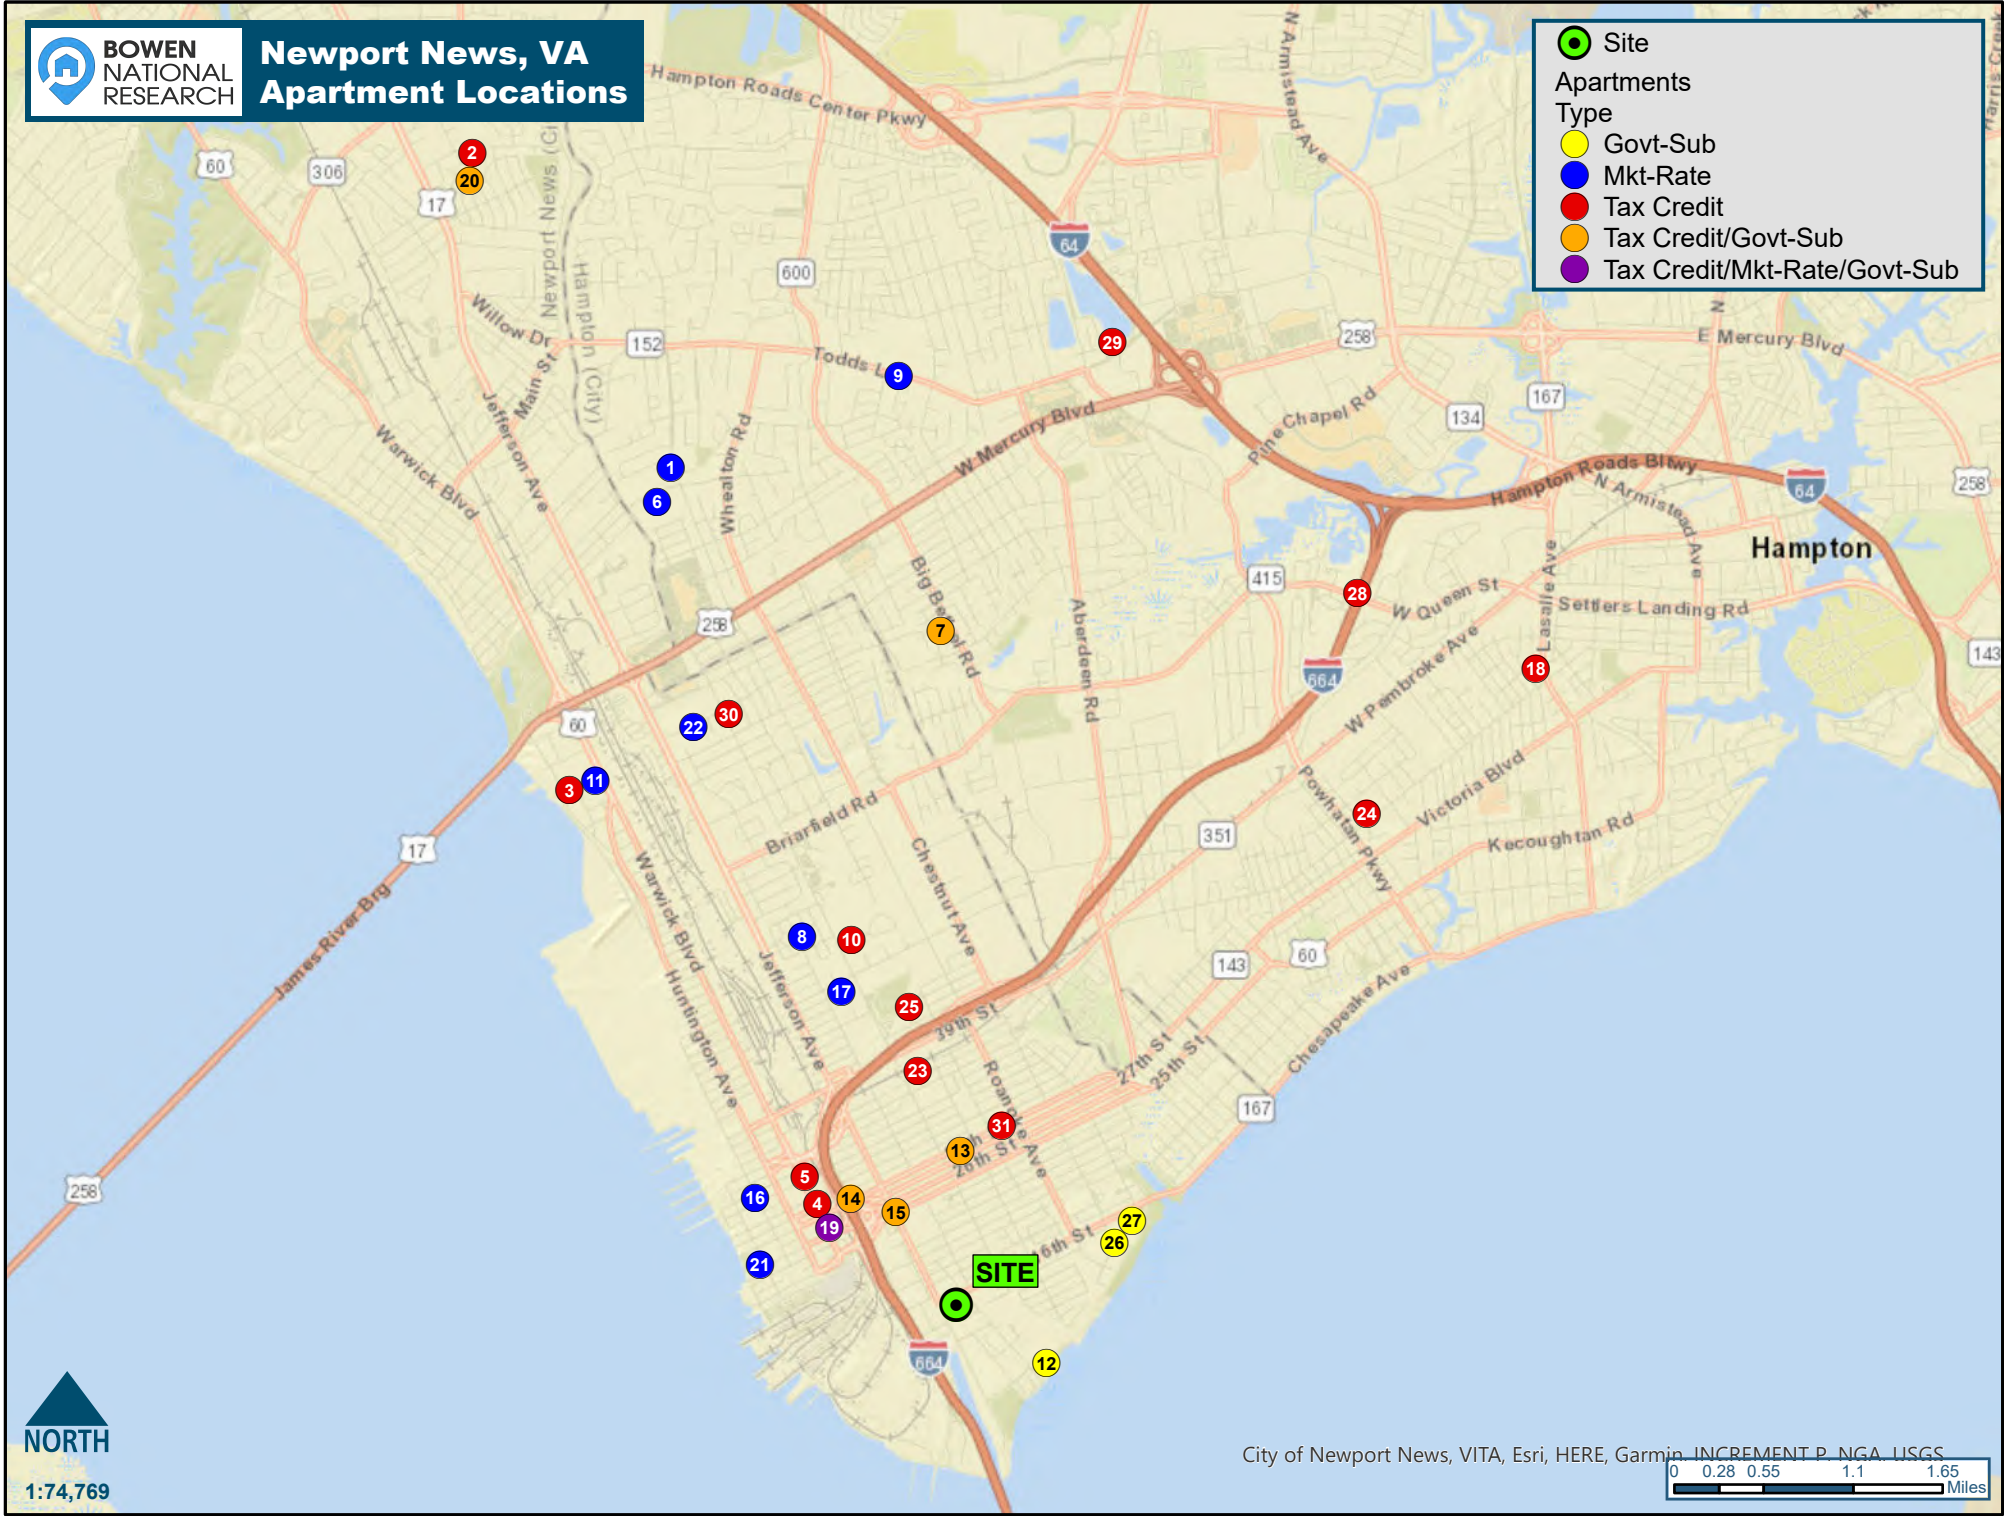 BOWEN
NATIONAL
RESEARCH
Newport News, VA
Apartment Locations
Site
Apartments
Type
Govt-Sub
Mkt-Rate
Tax Credit
Tax Credit/Govt-Sub
Tax Credit/Mkt-Rate/Govt-Sub
Hampton Roads Center Pkwy
N Armistead Ave
Newport News (Ci
Hampton (City)
60
306
17
2
20
64
600
Willow Dr
Main St
152
Todds L
9
29
258
E Mercury Blvd
N
167
134
Pine Chapel Rd
W Mercury Blvd
Jefferson Ave
Warwick Blvd
Whealton Rd
1
6
Hampton Roads Bltwy
N Armistead Ave
64
258
Hampton
Big Be
el Rd
7
Aberdeen Rd
415
28
W Queen St
Lasalle Ave
Settlers Landing Rd
258
664
W Pembroke Ave
18
143
60
22
30
3
11
17
Briarfield Rd
Chestnut Ave
Powhatan Pkwy
24
Victoria Blvd
Kecoughtan Rd
351
James River Brg
Warwick Blvd
Huntington Ave
Jefferson Ave
8
10
17
25
39th St
143
60
Chesapeake Ave
23
Roanoke Ave
27th St
25th St
167
31
13
26th St
258
5
16
4
14
15
19
21
27
26
16th St
SITE
664
12
NORTH
1:74,769
City of Newport News, VITA, Esri, HERE, Garmin, INCREMENT P, NGA, USGS
0 0.28 0.55 1.1 1.65
Miles